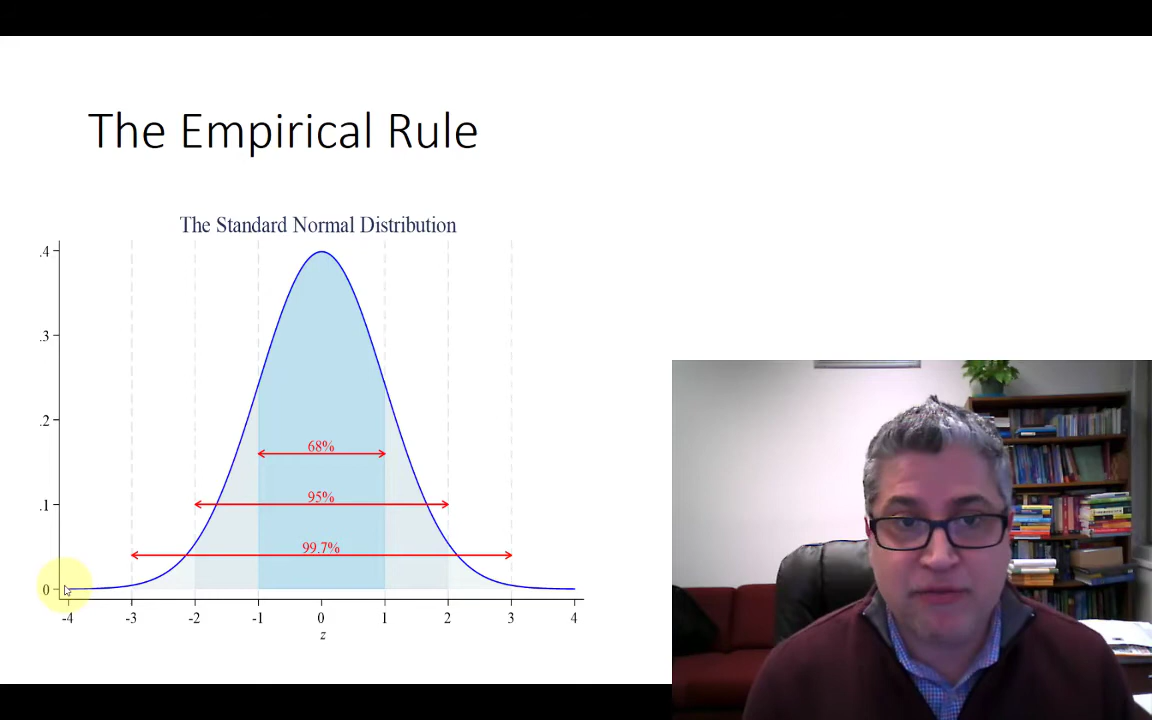 The Empirical Rule
The Standard Normal Distribution
.4
.3
.2
.1
0
68%
95%
99.7%
-4 -3 -2 -1 0 1 2 3 4
z